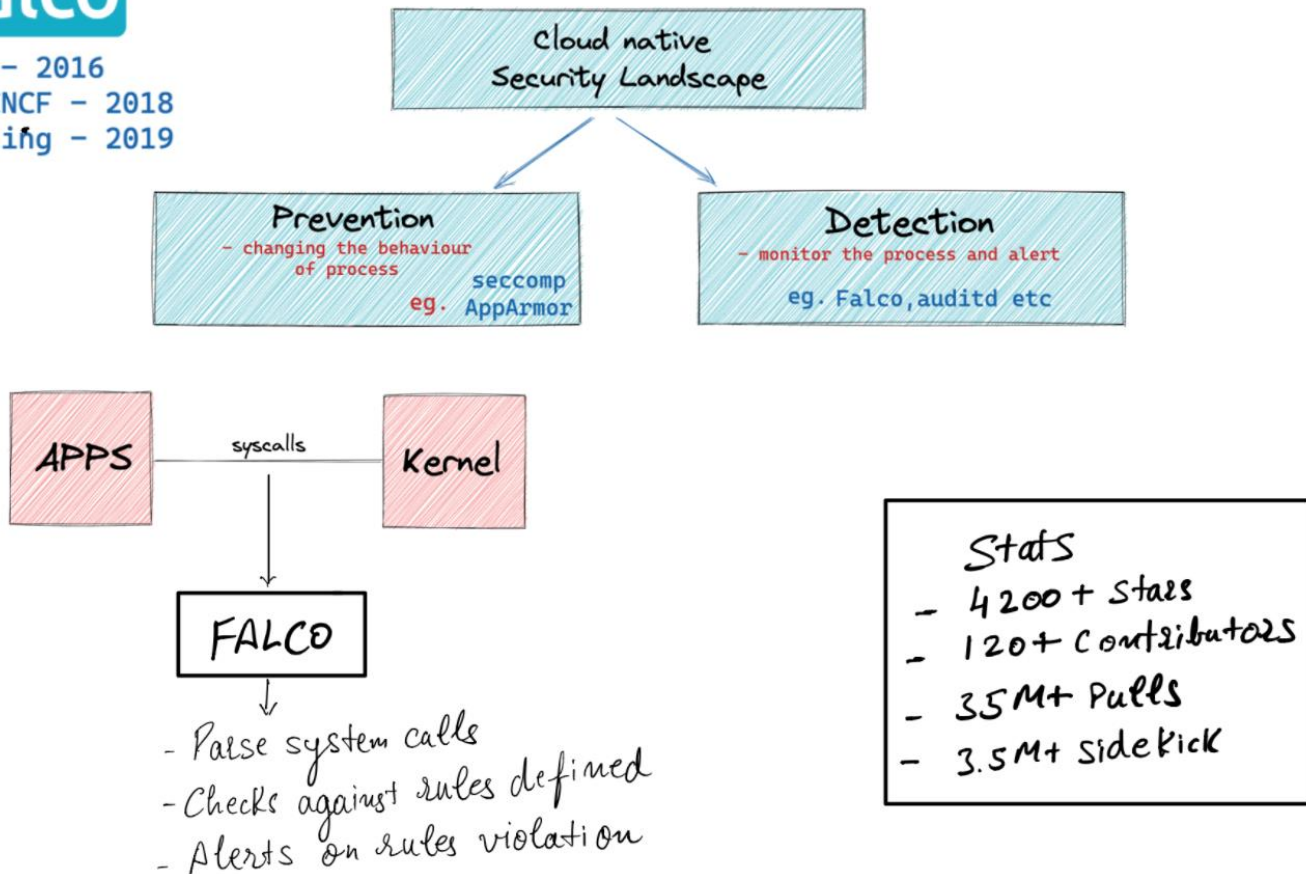 - 2016
NCF - 2018
ing - 2019
Cloud native
Security Landscape
Prevention
- changing the behaviour
of process
eg. seccomp
AppArmor
Detection
- monitor the process and alert
eg. Falco,auditd etc
APPS
syscalls
Kernel
FALCO
- Parse system calls
- Checks against rules defined
- Alerts on rules violation
Stats
- 4200+ Stars
- 120+ Contributors
- 35M+ Pulls
- 3.5M+ SideKick